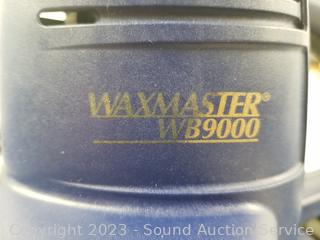 WAXMASTER®
WB9000
Copyright 2023 - Sound Auction Service